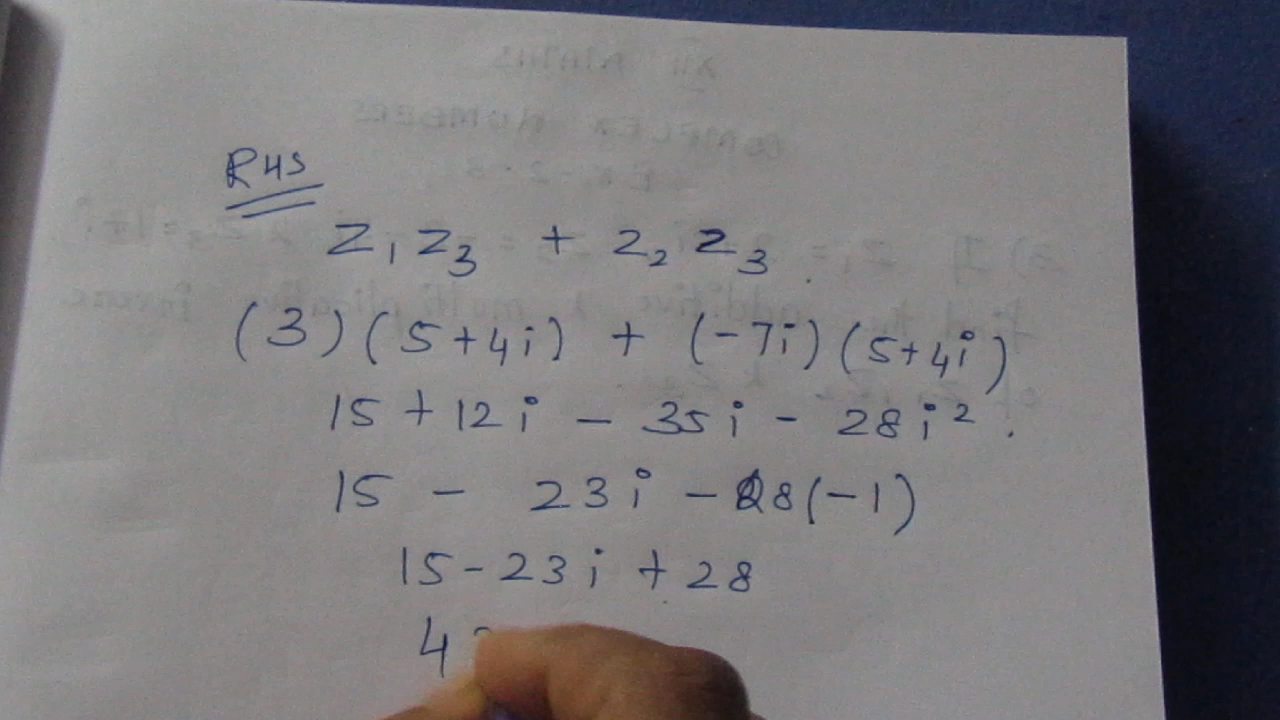 RHS
Z₁Z₃ + Z₂Z₃
(3)(5+4i) + (-7i)(5+4i)
15 + 12i - 35i - 28i².
15 - 23i - 28(-1)
15 - 23i + 28
4